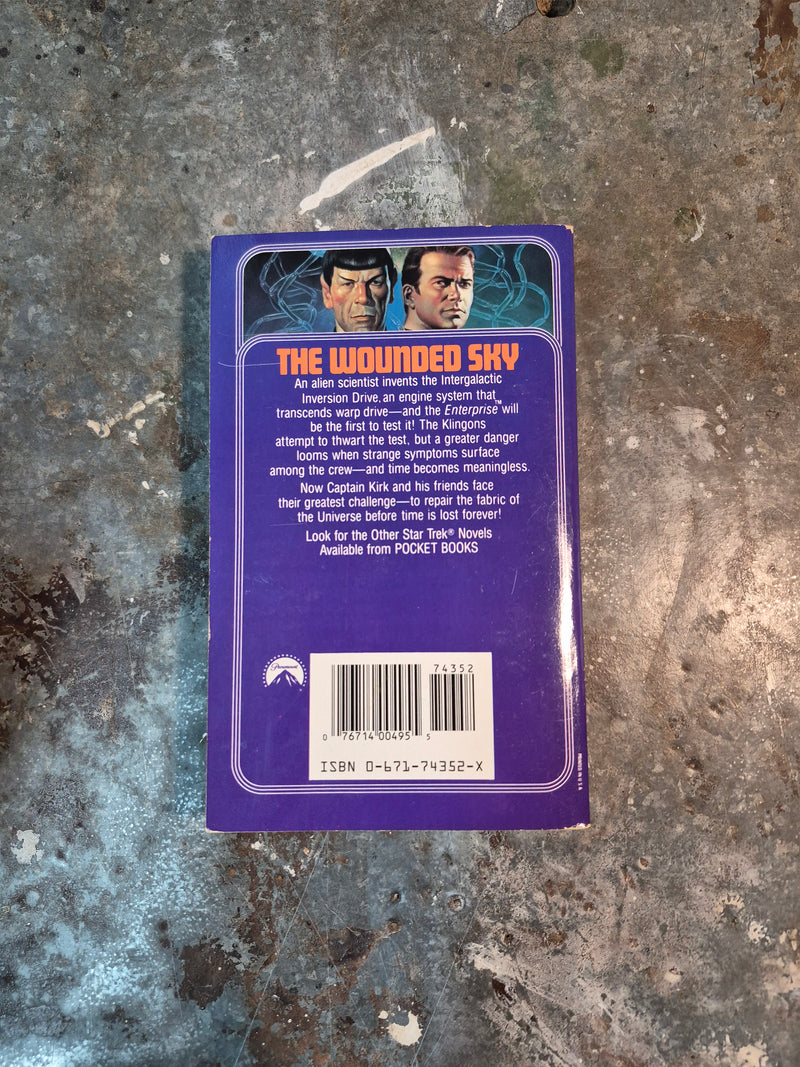 THE WOUNDED SKY
An alien scientist invents the Intergalactic
Inversion Drive, an engine system that
transcends warp drive—and the Enterprise™ will
be the first to test it! The Klingons
attempt to thwart the test, but a greater danger
looms when strange symptoms surface
among the crew—and time becomes meaningless.
Now Captain Kirk and his friends face
their greatest challenge—to repair the fabric of
the Universe before time is lost forever!
Look for the Other Star Trek® Novels
Available from POCKET BOOKS
Paramount
74352
0 76714 00495 5
ISBN 0-671-74352-X
PRINTED IN U.S.A.